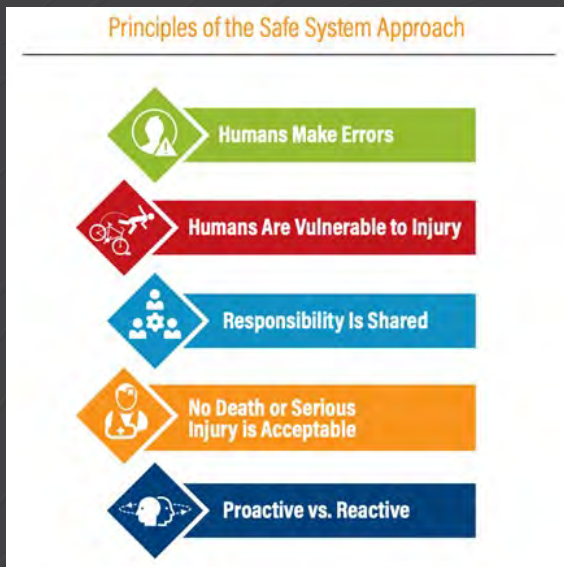 Principles of the Safe System Approach
Humans Make Errors
Humans Are Vulnerable to Injury
Responsibility Is Shared
No Death or Serious
Injury is Acceptable
Proactive vs. Reactive